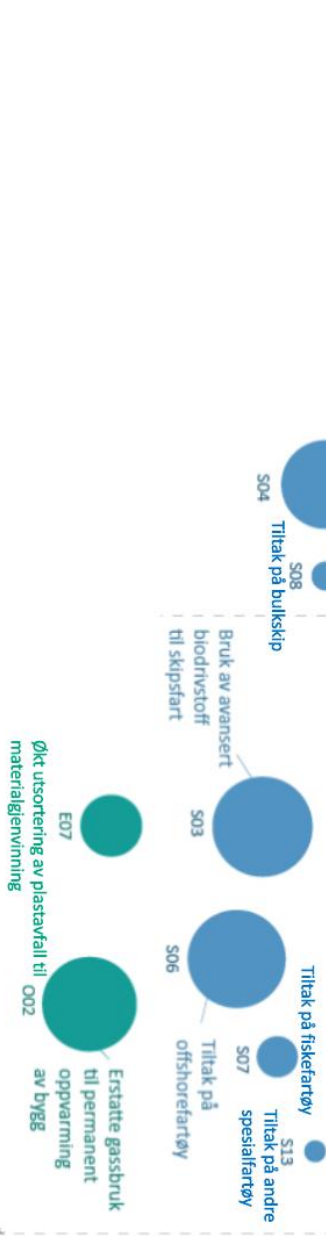 S04
S08
Tiltak på bulkskip
Bruk av avansert
biodrivstoff
til skipsfart
S03
S06
Tiltak på
offshorefartøy
Tiltak på fiskefartøy
S07
S13
Tiltak på andre
spesialfartøy
E07
Økt utsortering av plastavfall til
materialgjenvinning
O02
Erstatte gassbruk
til permanent
oppvarming
av bygg